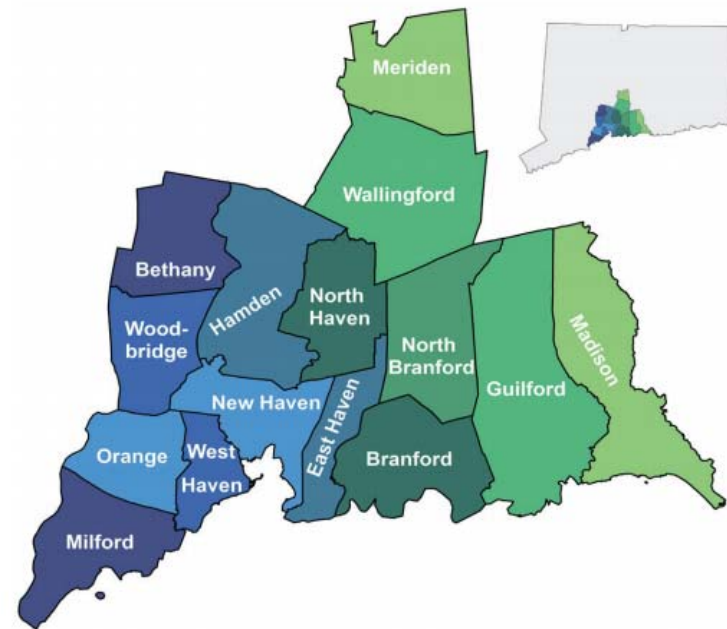 Meriden
Wallingford
Bethany
Hamden
North
Haven
Wood-
bridge
North
Branford
Madison
Guilford
New Haven
East Haven
Orange
West
Haven
Branford
Milford